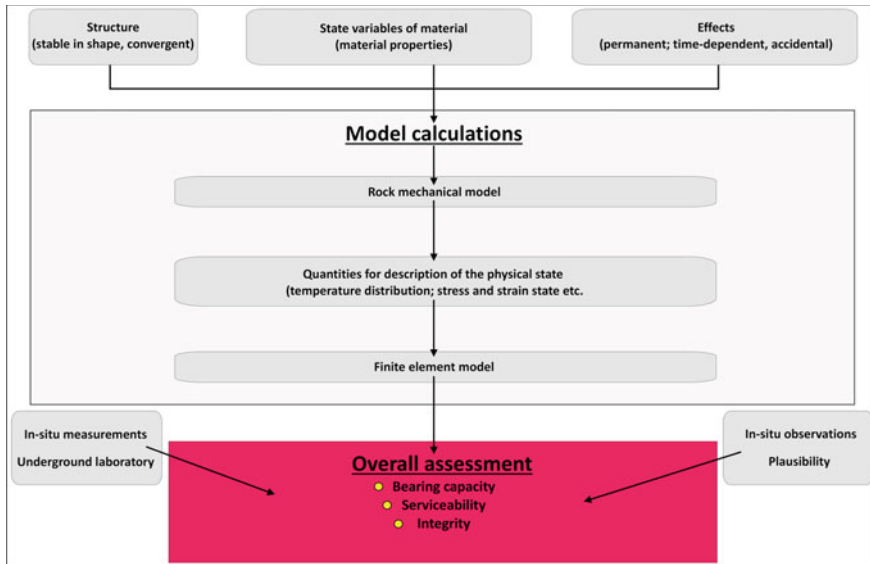 Structure
(stable in shape, convergent)
State variables of material
(material properties)
Effects
(permanent; time-dependent, accidental)
Model calculations
Rock mechanical model
Quantities for description of the physical state
(temperature distribution; stress and strain state etc.
Finite element model
In-situ measurements
Underground laboratory
In-situ observations
Plausibility
Overall assessment
Bearing capacity
Serviceability
Integrity